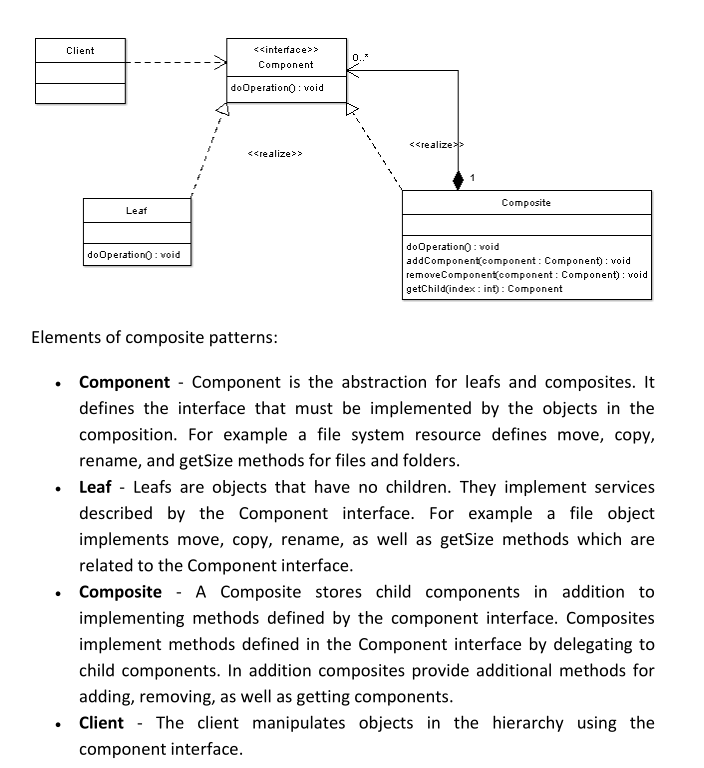 Client
<<interface>>
Component
0..*
doOperation() : void
<<realize>>
<<realize>>
1
Leaf
doOperation() : void
Composite
doOperation() : void
addComponent(component : Component) : void
removeComponent(component : Component) : void
getChild(index : int) : Component
Elements of composite patterns:
• Component - Component is the abstraction for leafs and composites. It
defines the interface that must be implemented by the objects in the
composition. For example a file system resource defines move, copy,
rename, and getSize methods for files and folders.
• Leaf - Leafs are objects that have no children. They implement services
described by the Component interface. For example a file object
implements move, copy, rename, as well as getSize methods which are
related to the Component interface.
• Composite - A Composite stores child components in addition to
implementing methods defined by the component interface. Composites
implement methods defined in the Component interface by delegating to
child components. In addition composites provide additional methods for
adding, removing, as well as getting components.
• Client - The client manipulates objects in the hierarchy using the
component interface.